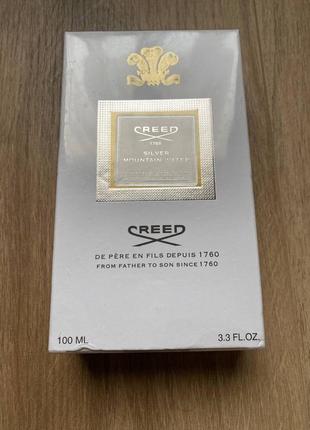 CREED
1760
SILVER
MOUNTAIN WATER
CREED
DE PÈRE EN FILS DEPUIS 1760
FROM FATHER TO SON SINCE 1760
100 ML 3.3 FL.OZ.